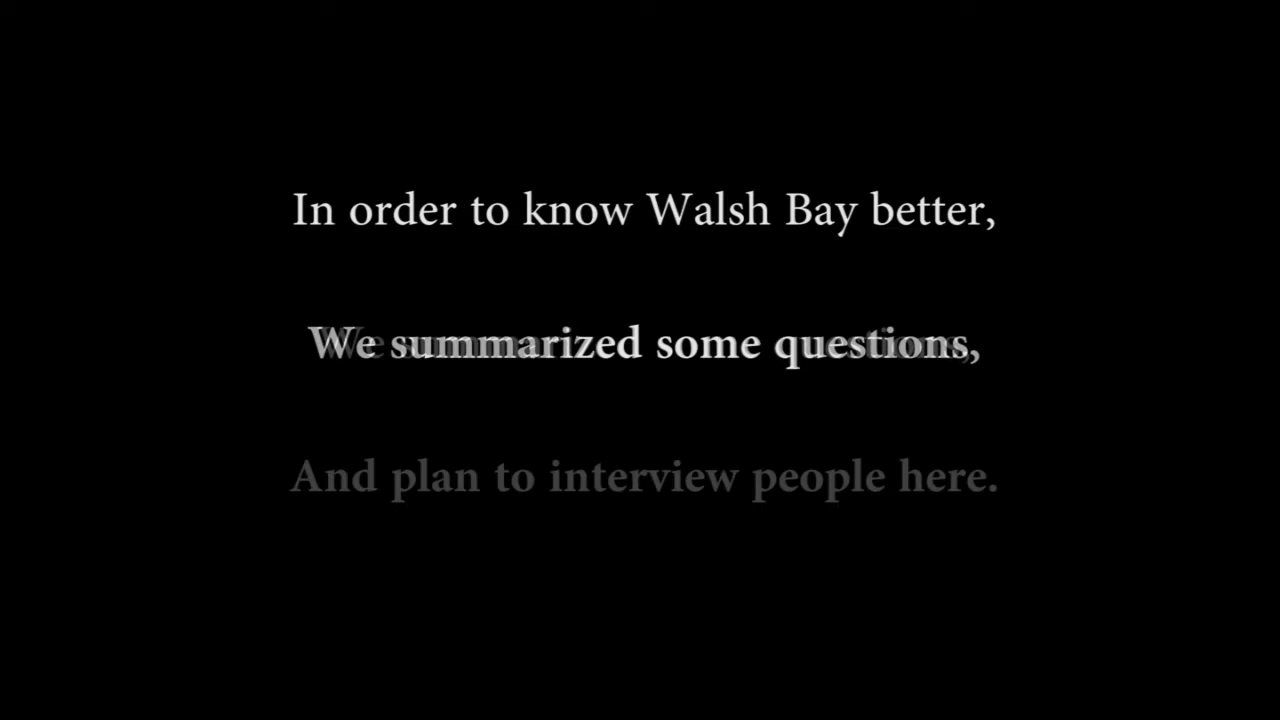 In order to know Walsh Bay better,
We summarized some questions,
And plan to interview people here.